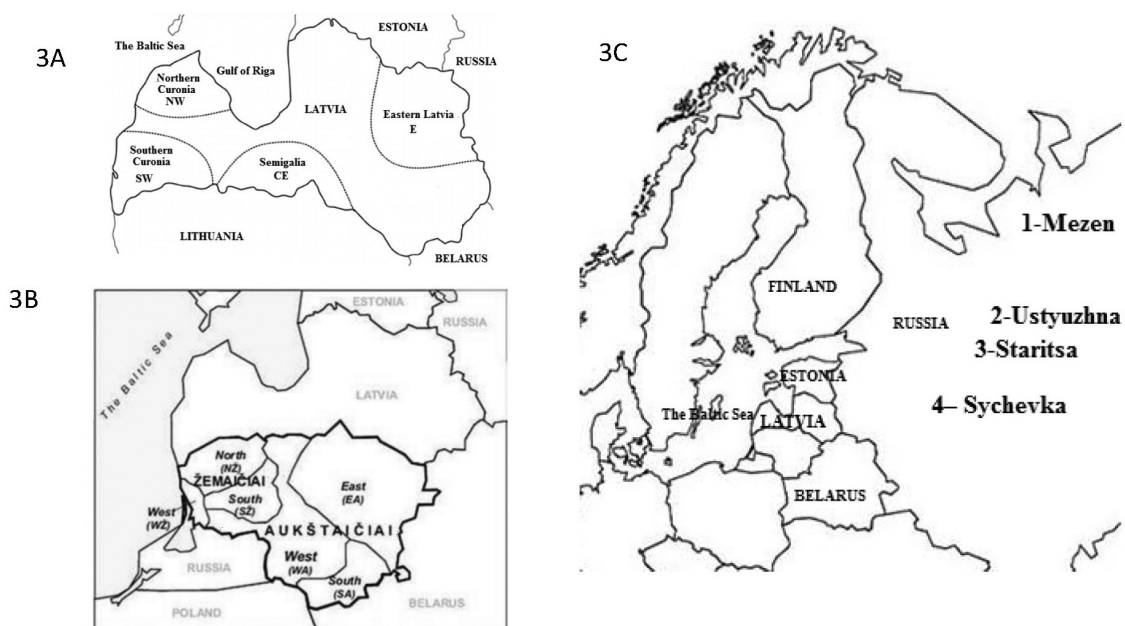 3A
ESTONIA
The Baltic Sea
Gulf of Riga
RUSSIA
Northern
Curonia
NW
LATVIA
Eastern Latvia
E
Southern
Curonia
SW
Semigalia
CE
LITHUANIA
BELARUS
3B
ESTONIA
RUSSIA
The Baltic Sea
LATVIA
North
(NŽ)
ŽEMAIČIAI
South
(SŽ)
West
(WŽ)
East
(EA)
AUKŠTAIČIAI
West
(WA)
South
(SA)
RUSSIA
POLAND
BELARUS
3C
1-Mezen
FINLAND
RUSSIA
2-Ustyuzhna
3-Staritsa
ESTONIA
4– Sychevka
The Baltic Sea
LATVIA
BELARUS